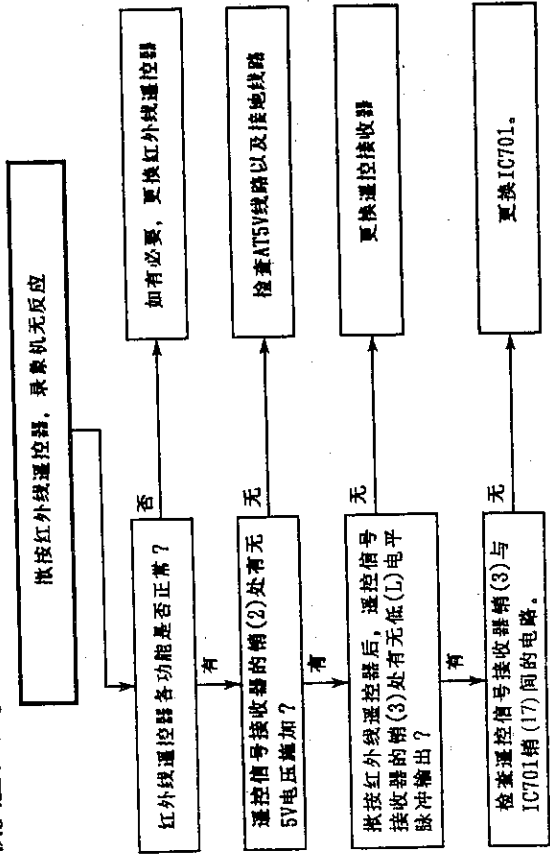 揿按红外线遥控器，录象机无反应
红外线遥控器各功能是否正常？
否
如有必要，更换红外线遥控器
有
遥控信号接收器的销(2)处有无
5V电压施加？
无
检查AT5V线路以及接地线路
有
揿按红外线遥控器后，遥控信号
接收器的销(3)处有无低(L)电平
脉冲输出？
无
更换遥控接收器
有
检查遥控信号接收器销(3)与
IC701销(17)间的电路。
无
更换IC701。